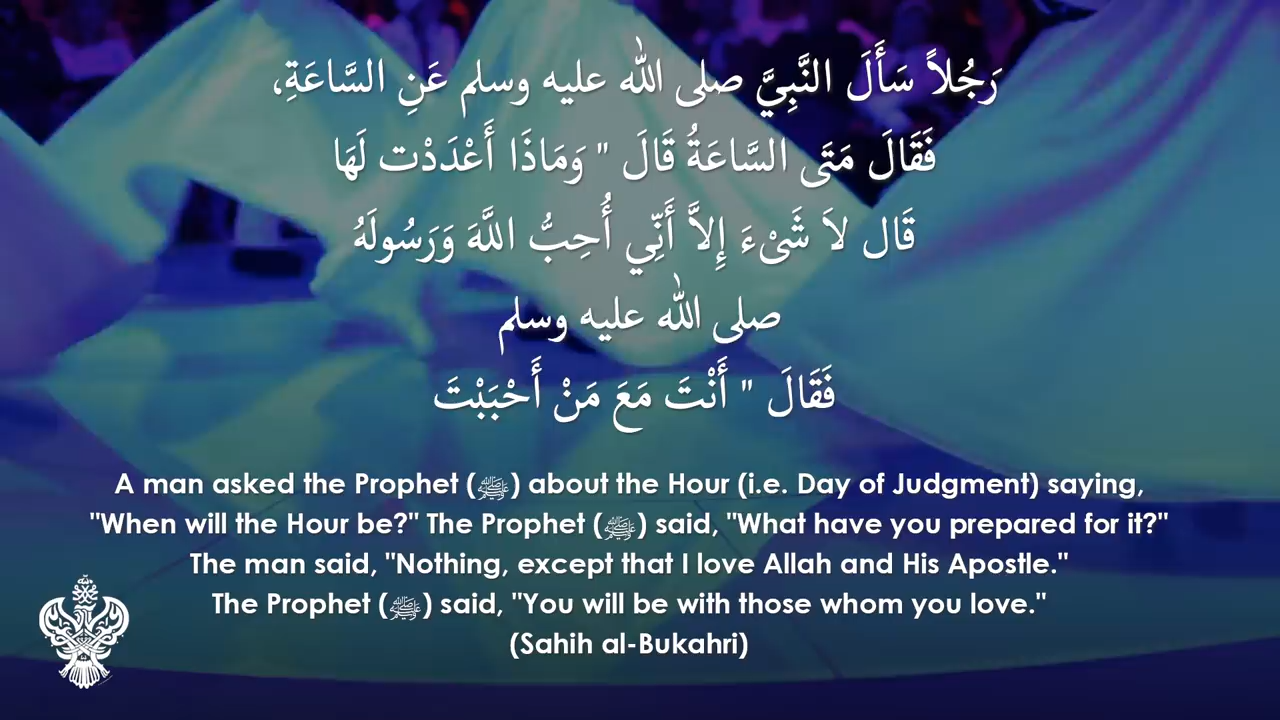 رَجُلاً سَأَلَ النَّبِيَّ صلى الله عليه وسلم عَنِ السَّاعَةِ،
فَقَالَ مَتَى السَّاعَةُ قَالَ " وَمَاذَا أَعْدَدْت لَهَا
قَال لاَ شَىْءَ إِلاَّ أَنِّي أُحِبُّ اللَّهَ وَرَسُولَهُ
صلى الله عليه وسلم
فَقَالَ " أَنْتَ مَعَ مَنْ أَحْبَبْتَ
A man asked the Prophet (ﷺ) about the Hour (i.e. Day of Judgment) saying,
"When will the Hour be?" The Prophet (ﷺ) said, "What have you prepared for it?"
The man said, "Nothing, except that I love Allah and His Apostle."
The Prophet (ﷺ) said, "You will be with those whom you love."
(Sahih al-Bukahri)